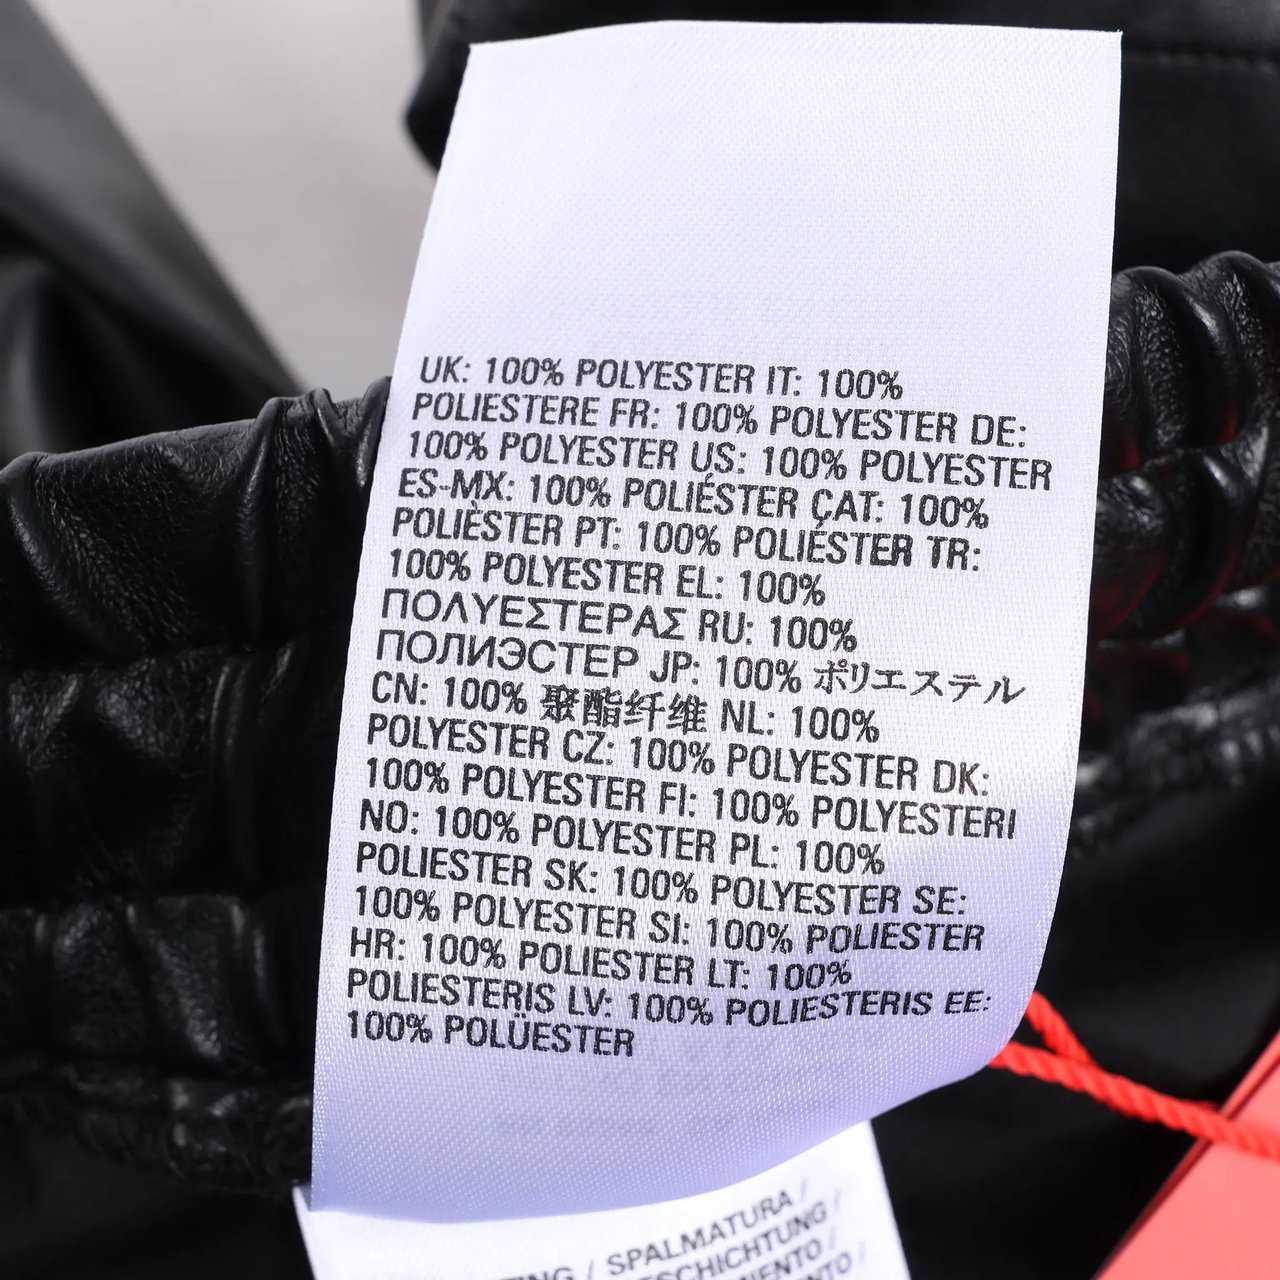 UK: 100% POLYESTER IT: 100%
POLIESTERE FR: 100% POLYESTER DE:
100% POLYESTER US: 100% POLYESTER
ES-MX: 100% POLIÉSTER CAT: 100%
POLIÈSTER PT: 100% POLIÉSTER TR:
100% POLYESTER EL: 100%
ΠΟΛΥΕΣΤΕΡΑΣ RU: 100%
ПОЛИЭСТЕР JP: 100% ポリエステル
CN: 100% 聚酯纤维 NL: 100%
POLYESTER CZ: 100% POLYESTER DK:
100% POLYESTER FI: 100% POLYESTERI
NO: 100% POLYESTER PL: 100%
POLIESTER SK: 100% POLYESTER SE:
100% POLYESTER SI: 100% POLIESTER
HR: 100% POLIESTER LT: 100%
POLIESTERIS LV: 100% POLIESTERIS EE:
100% POLÜESTER
/ SPALMATURA /